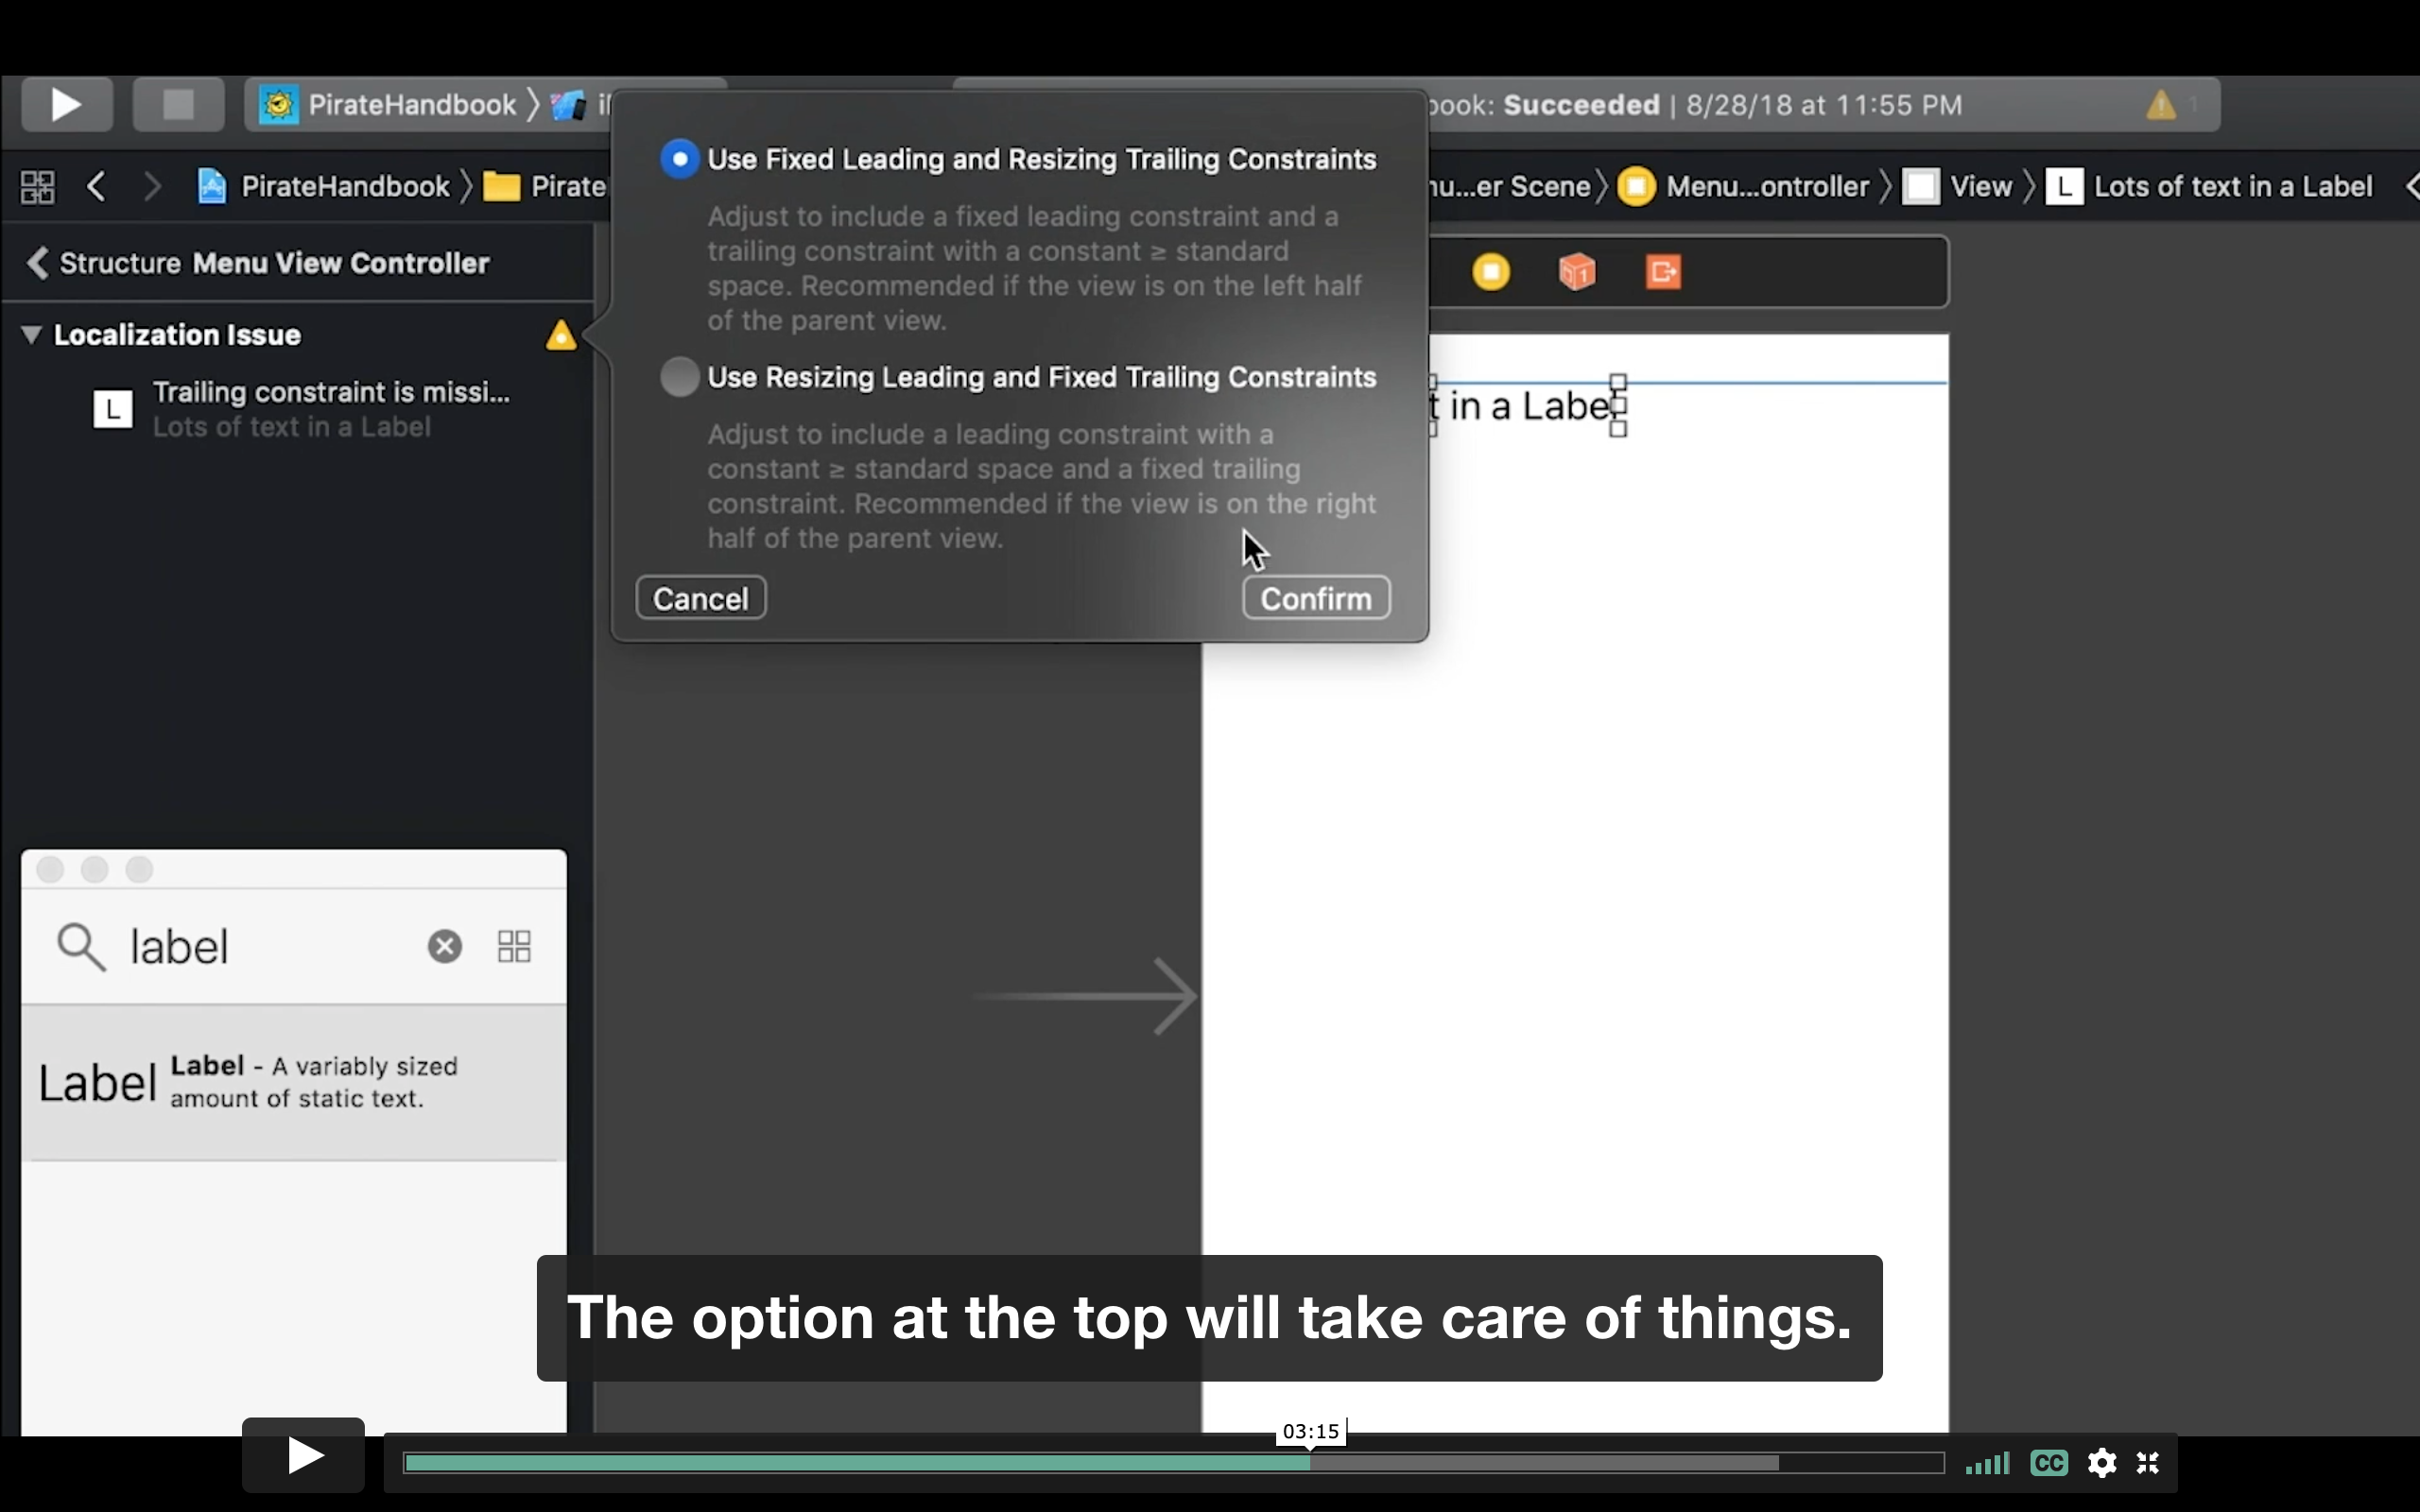 PirateHandbook
book: Succeeded | 8/28/18 at 11:55 PM
1
PirateHandbook
Pirate
nu...er Scene
Menu...ontroller
View
L
Lots of text in a Label
Structure Menu View Controller
Localization Issue
L
Trailing constraint is missi...
Lots of text in a Label
Use Fixed Leading and Resizing Trailing Constraints
Adjust to include a fixed leading constraint and a
trailing constraint with a constant ≥ standard
space. Recommended if the view is on the left half
of the parent view.
Use Resizing Leading and Fixed Trailing Constraints
Adjust to include a leading constraint with a
constant ≥ standard space and a fixed trailing
constraint. Recommended if the view is on the right
half of the parent view.
Cancel
Confirm
t in a Label
label
Label
Label - A variably sized
amount of static text.
The option at the top will take care of things.
03:15
CC